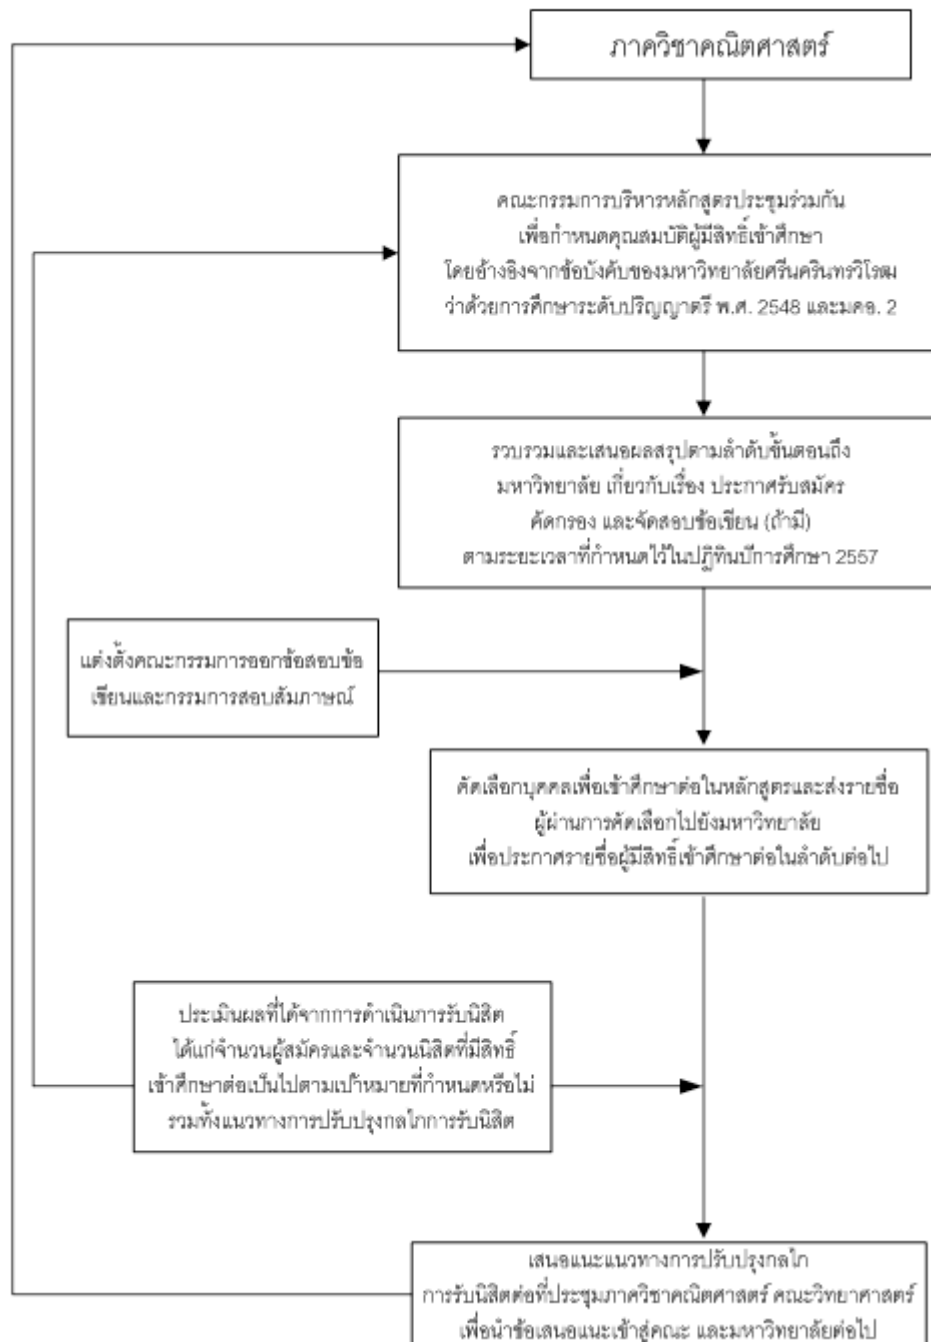 ภาควิชาคณิตศาสตร์
คณะกรรมการบริหารหลักสูตรประชุมร่วมกัน
เพื่อกำหนดคุณสมบัติผู้มีสิทธิ์เข้าศึกษา
โดยอ้างอิงจากข้อบังคับของมหาวิทยาลัยศรีนครินทรวิโรฒ
ว่าด้วยการศึกษาระดับปริญญาตรี พ.ศ. 2548 และมคอ. 2
รวบรวมและเสนอผลสรุปตามลำดับขั้นตอนถึง
มหาวิทยาลัย เกี่ยวกับเรื่อง ประกาศรับสมัคร
คัดกรอง และจัดสอบข้อเขียน (ถ้ามี)
ตามระยะเวลาที่กำหนดไว้ในปฏิทินปีการศึกษา 2557
แต่งตั้งคณะกรรมการออกข้อสอบข้อ
เขียนและกรรมการสอบสัมภาษณ์
คัดเลือกบุคคลเพื่อเข้าศึกษาต่อในหลักสูตรและส่งรายชื่อ
ผู้ผ่านการคัดเลือกไปยังมหาวิทยาลัย
เพื่อประกาศรายชื่อผู้มีสิทธิ์เข้าศึกษาต่อในลำดับต่อไป
ประเมินผลที่ได้จากการดำเนินการรับนิสิต
ได้แก่จำนวนผู้สมัครและจำนวนนิสิตที่มีสิทธิ์
เข้าศึกษาต่อเป็นไปตามเป้าหมายที่กำหนดหรือไม่
รวมทั้งแนวทางการปรับปรุงกลไกการรับนิสิต
เสนอแนะแนวทางการปรับปรุงกลไก
การรับนิสิตต่อที่ประชุมภาควิชาคณิตศาสตร์ คณะวิทยาศาสตร์
เพื่อนำข้อเสนอแนะเข้าสู่คณะ และมหาวิทยาลัยต่อไป